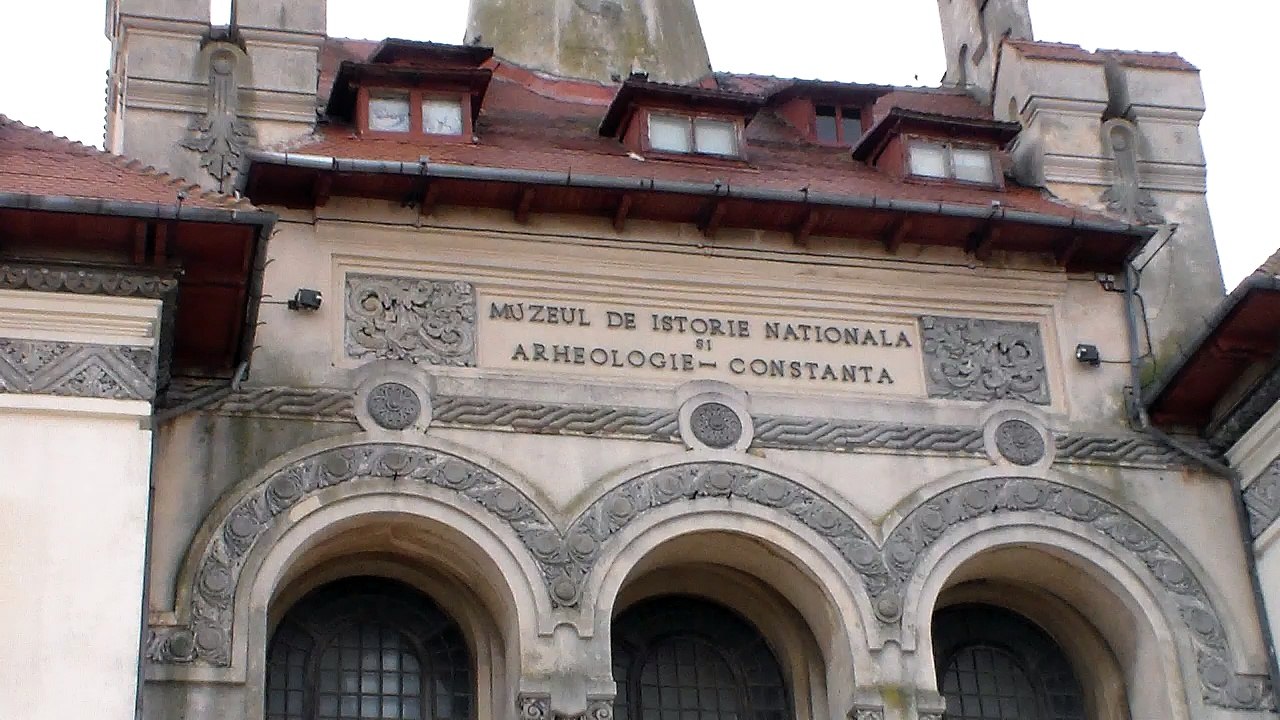 MUZEUL DE ISTORIE NATIONALA
SI
ARHEOLOGIE - CONSTANTA